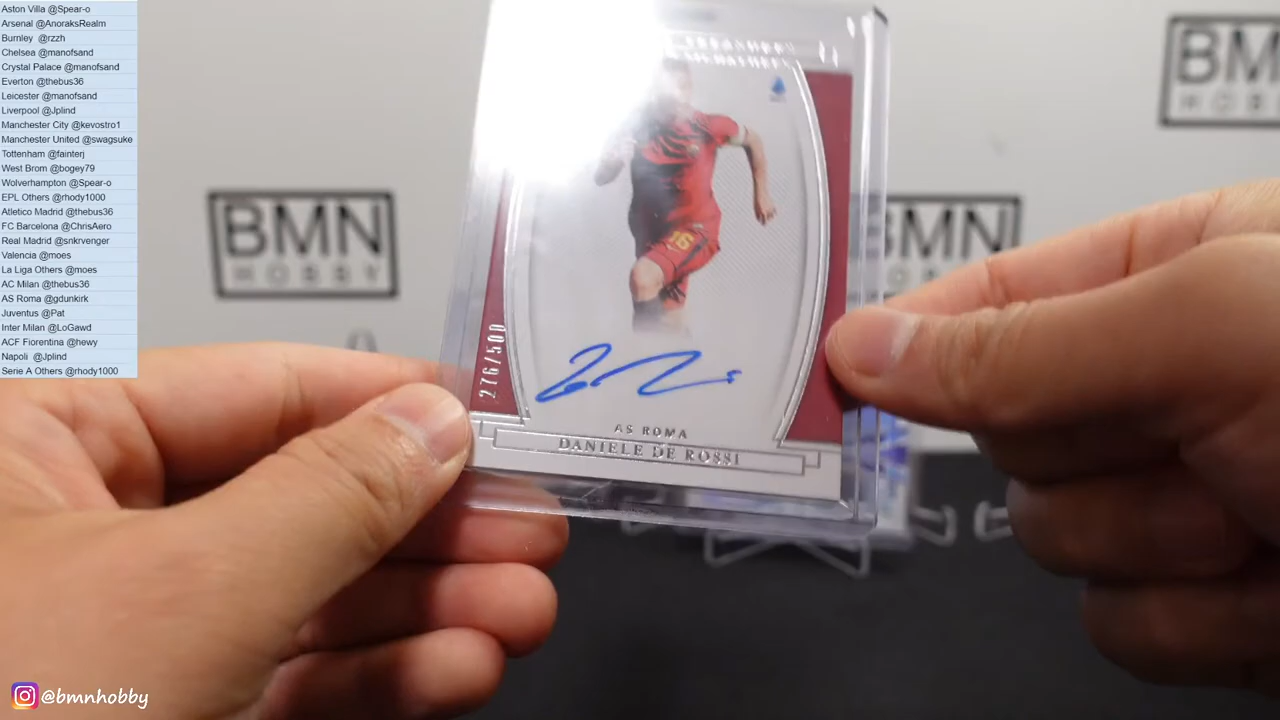 Aston Villa @Spear-o
Arsenal @AnoraksRealm
Burnley @rzzh
Chelsea @manofsand
Crystal Palace @manofsand
Everton @thebus36
Leicester @manofsand
Liverpool @Jplind
Manchester City @kevostro1
Manchester United @swagsuke
Tottenham @fainterj
West Brom @bogey79
Wolverhampton @Spear-o
EPL Others @rhody1000
Atletico Madrid @thebus36
FC Barcelona @ChrisAero
Real Madrid @snkrvenger
Valencia @moes
La Liga Others @moes
AC Milan @thebus36
AS Roma @gdunkirk
Juventus @Pat
Inter Milan @LoGawd
ACF Fiorentina @hewy
Napoli @Jplind
Serie A Others @rhody1000
BMN
HOBBY
BMN
HOBBY
BMN
HOBBY
16
276/500
AS ROMA
DANIELE DE ROSSI
@bmnhobby